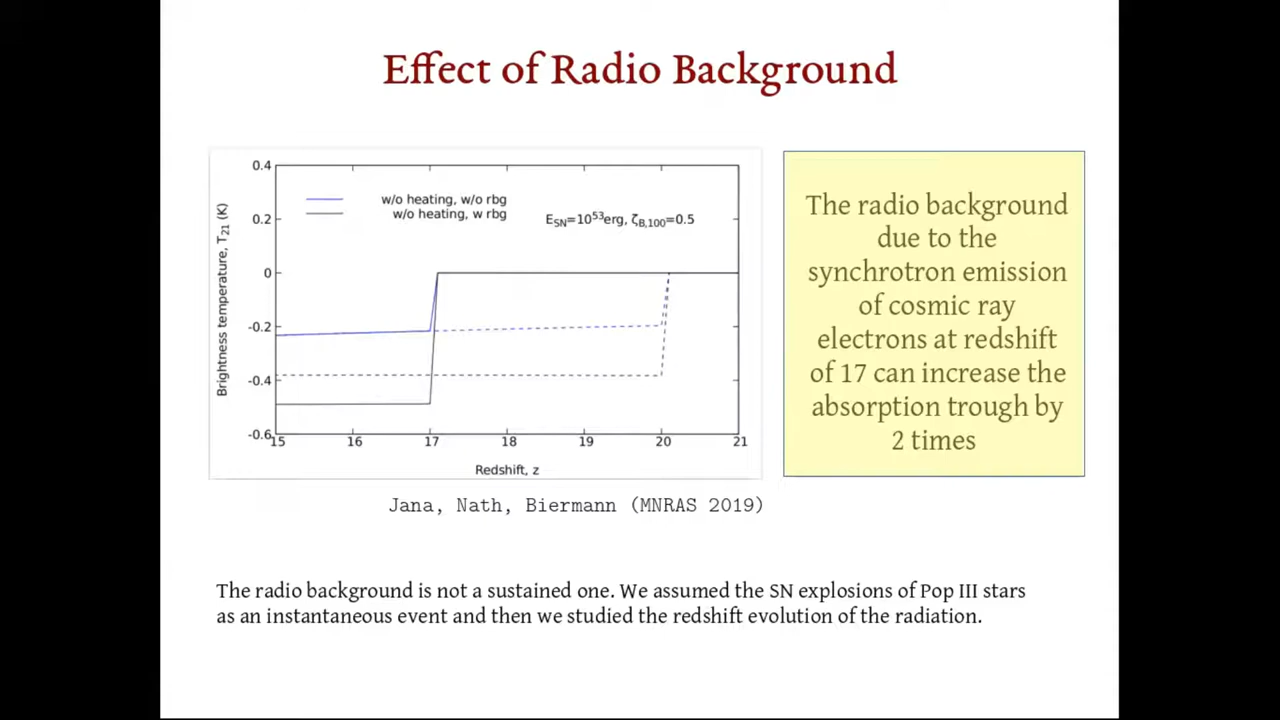 Effect of Radio Background
0.4
0.2
0
-0.2
-0.4
-0.6
Brightness temperature, T21 (K)
w/o heating, w/o rbg
w/o heating, w rbg
ESN=10^53erg, ζB,100=0.5
15 16 17 18 19 20 21
Redshift, z
The radio background
due to the
synchrotron emission
of cosmic ray
electrons at redshift
of 17 can increase the
absorption trough by
2 times
Jana, Nath, Biermann (MNRAS 2019)
The radio background is not a sustained one. We assumed the SN explosions of Pop III stars
as an instantaneous event and then we studied the redshift evolution of the radiation.